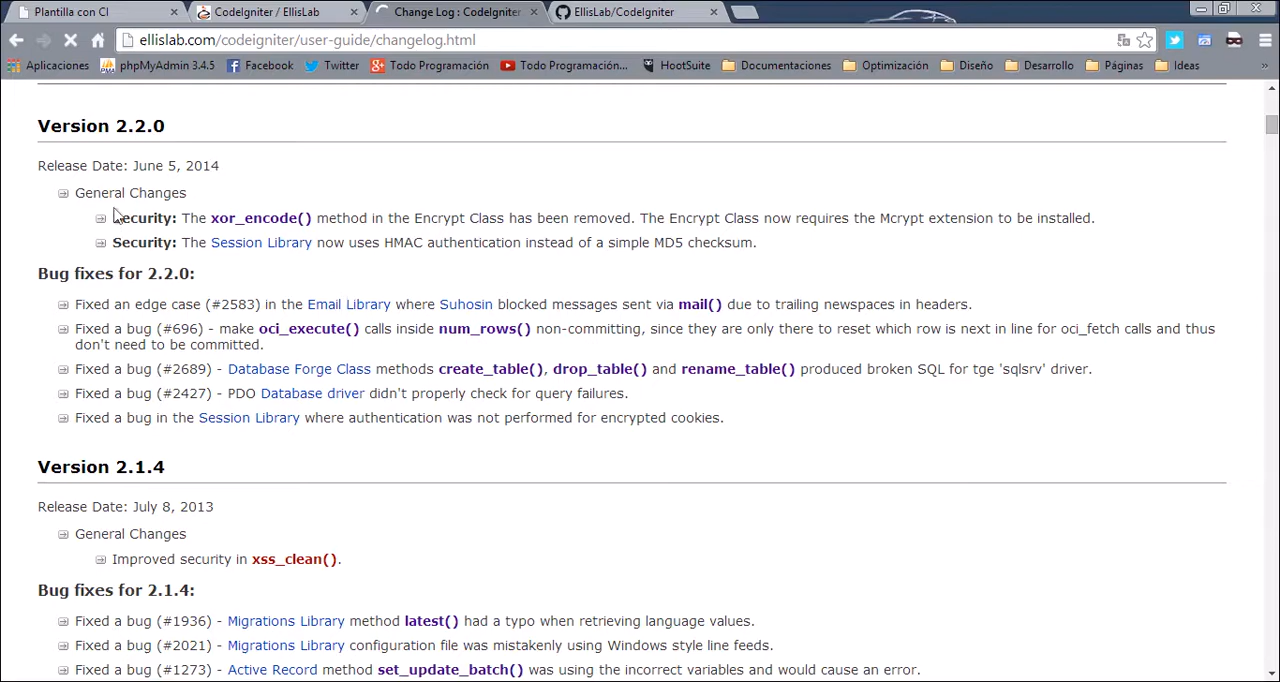 Plantilla con CI
CodeIgniter / EllisLab
Change Log : CodeIgniter
EllisLab/CodeIgniter
ellislab.com/codeigniter/user-guide/changelog.html
Aplicaciones phpMyAdmin 3.4.5 Facebook Twitter Todo Programación Todo Programación... HootSuite Documentaciones Optimización Diseño Desarrollo Páginas Ideas »
Version 2.2.0
Release Date: June 5, 2014
General Changes
Security: The xor_encode() method in the Encrypt Class has been removed. The Encrypt Class now requires the Mcrypt extension to be installed.
Security: The Session Library now uses HMAC authentication instead of a simple MD5 checksum.
Bug fixes for 2.2.0:
Fixed an edge case (#2583) in the Email Library where Suhosin blocked messages sent via mail() due to trailing newspaces in headers.
Fixed a bug (#696) - make oci_execute() calls inside num_rows() non-committing, since they are only there to reset which row is next in line for oci_fetch calls and thus
don't need to be committed.
Fixed a bug (#2689) - Database Forge Class methods create_table(), drop_table() and rename_table() produced broken SQL for tge 'sqlsrv' driver.
Fixed a bug (#2427) - PDO Database driver didn't properly check for query failures.
Fixed a bug in the Session Library where authentication was not performed for encrypted cookies.
Version 2.1.4
Release Date: July 8, 2013
General Changes
Improved security in xss_clean().
Bug fixes for 2.1.4:
Fixed a bug (#1936) - Migrations Library method latest() had a typo when retrieving language values.
Fixed a bug (#2021) - Migrations Library configuration file was mistakenly using Windows style line feeds.
Fixed a bug (#1273) - Active Record method set_update_batch() was using the incorrect variables and would cause an error.